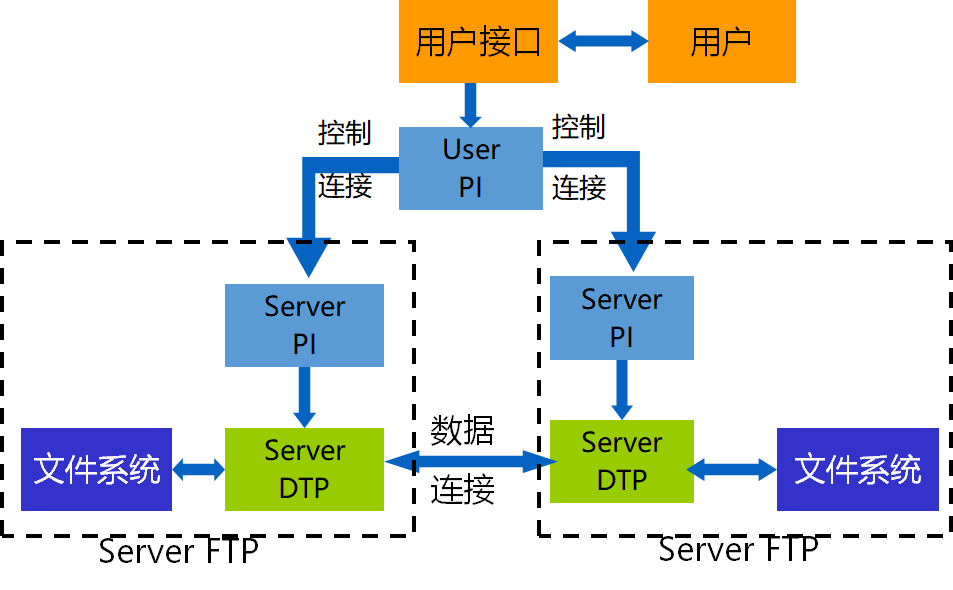 用户接口
用户
控制
连接
User
PI
控制
连接
Server
PI
Server
PI
文件系统
Server
DTP
数据
连接
Server
DTP
文件系统
Server FTP
Server FTP